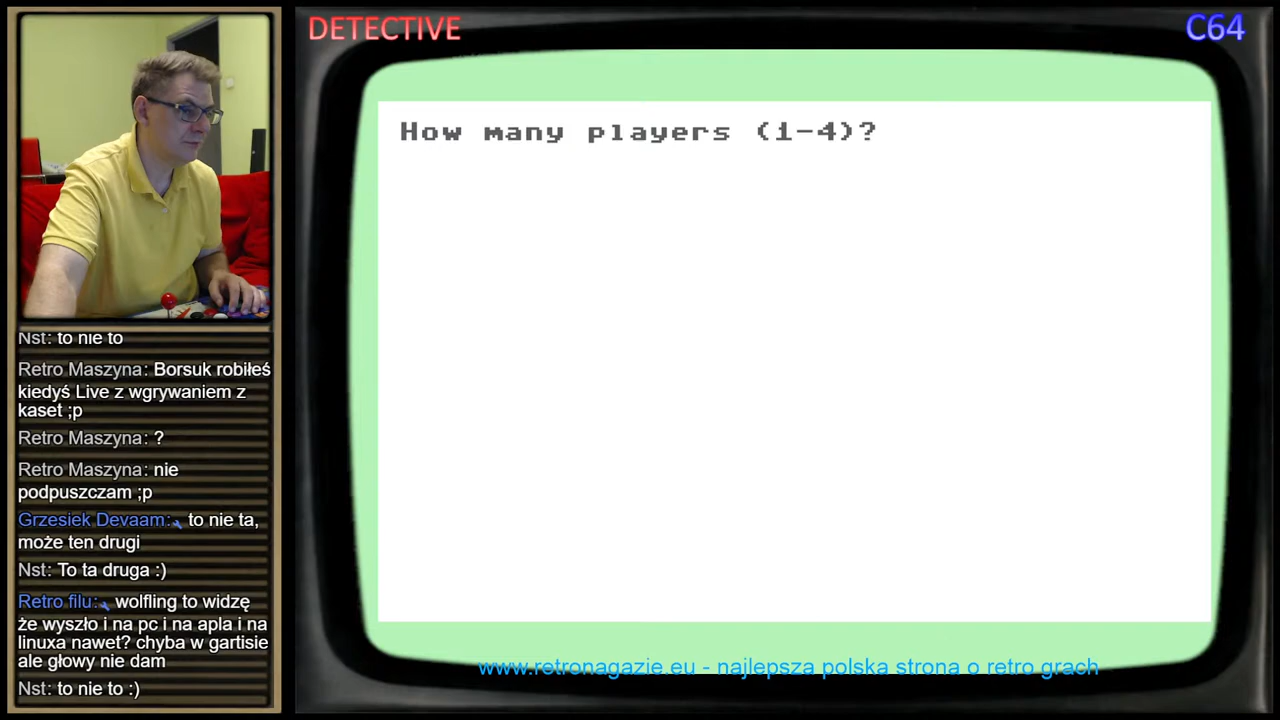 DETECTIVE
C64
How many players (1-4)?
Nst: to nie to
Retro Maszyna: Borsuk robiłeś
kiedyś Live z wgrywaniem z
kaset ;p
Retro Maszyna: ?
Retro Maszyna: nie
podpuszczam ;p
Grzesiek Devaam: to nie ta,
może ten drugi
Nst: To ta druga :)
Retro filu: wolfling to widzę
że wyszło i na pc i na apla i na
linuxa nawet? chyba w gartisie
ale głowy nie dam
Nst: to nie to :)
www.retronagazie.eu - najlepsza polska strona o retro grach